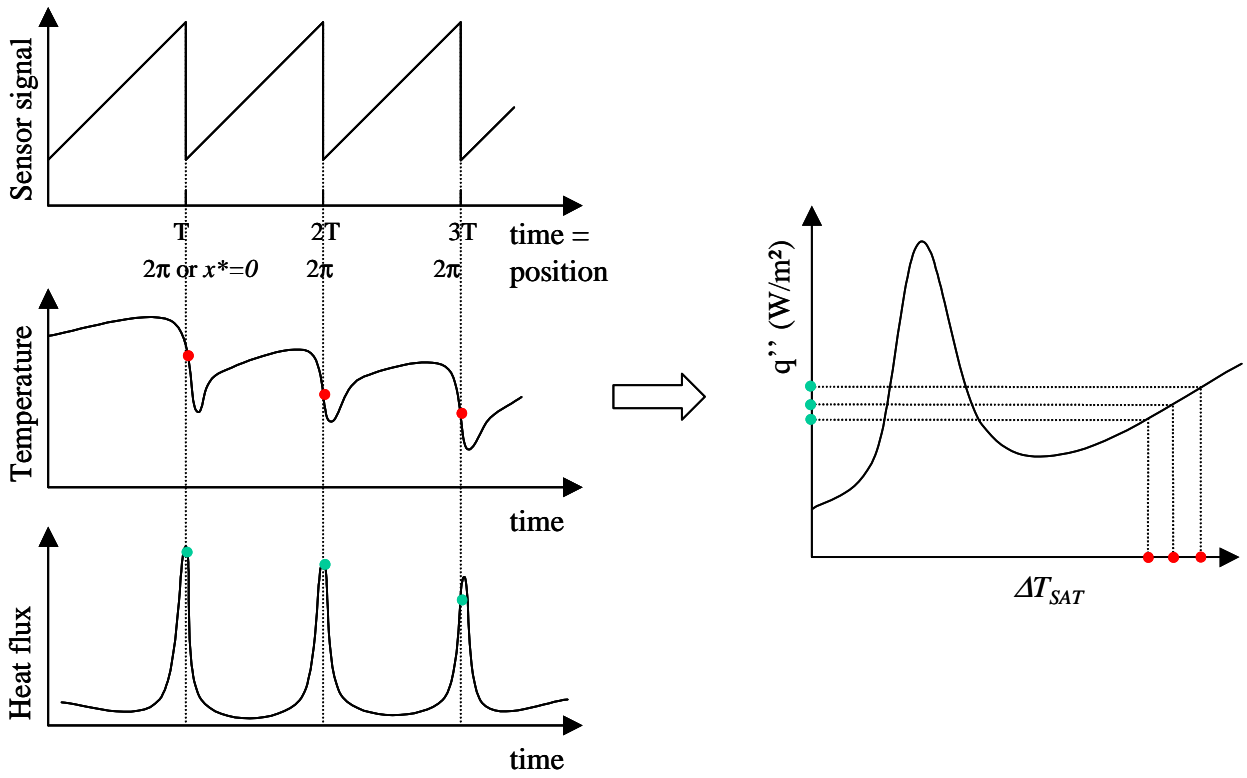 Sensor signal
T
2T
3T
time =
position
2π or x*=0
2π
2π
Temperature
time
Heat flux
time
q’’ (W/m²)
ΔT_SAT